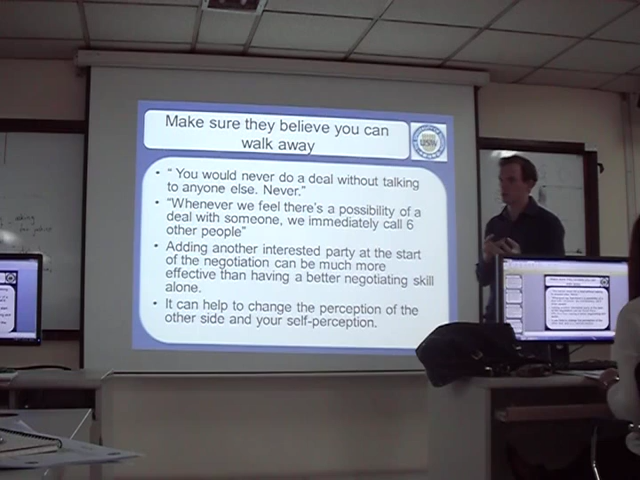 Make sure they believe you can
walk away
• " You would never do a deal without talking
to anyone else. Never."
• "Whenever we feel there's a possibility of a
deal with someone, we immediately call 6
other people"
• Adding another interested party at the start
of the negotiation can be much more
effective than having a better negotiating skill
alone.
• It can help to change the perception of the
other side and your self-perception.